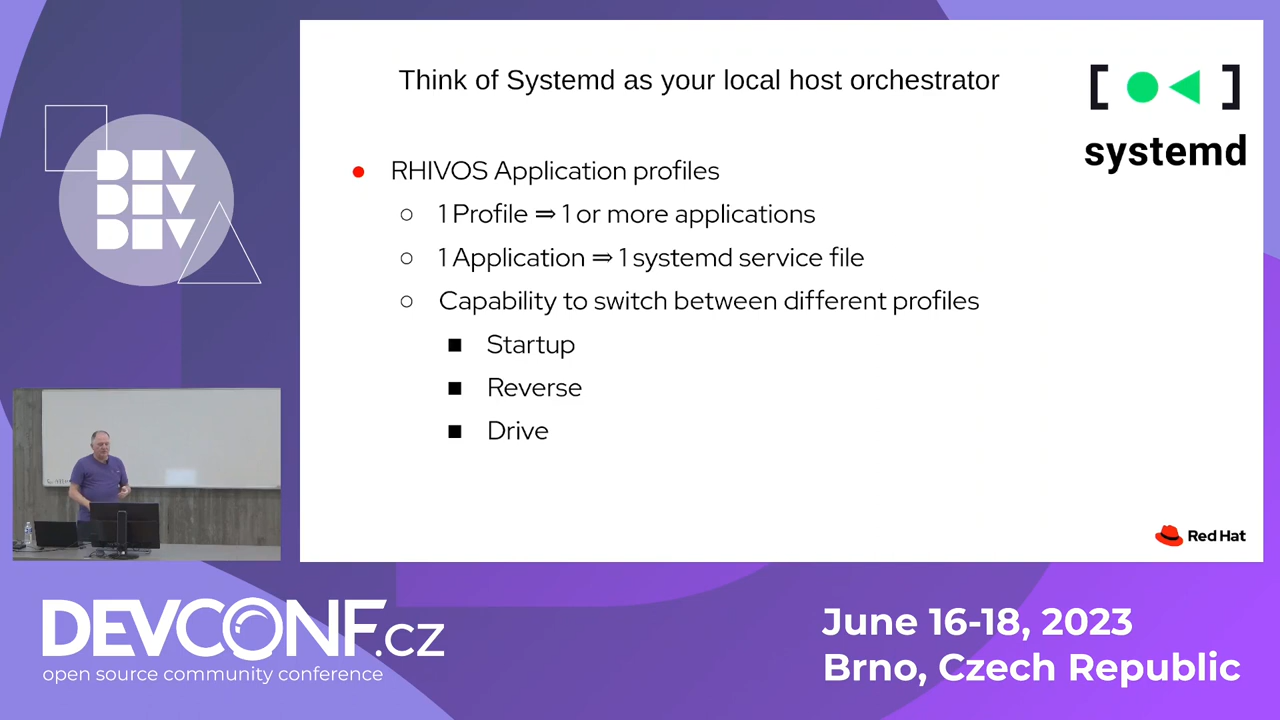 Think of Systemd as your local host orchestrator
systemd
● RHIVOS Application profiles
○ 1 Profile ⇒ 1 or more applications
○ 1 Application ⇒ 1 systemd service file
○ Capability to switch between different profiles
■ Startup
■ Reverse
■ Drive
Red Hat
DEV
DEV
DEV
DEVCONF.cz
open source community conference
June 16-18, 2023
Brno, Czech Republic